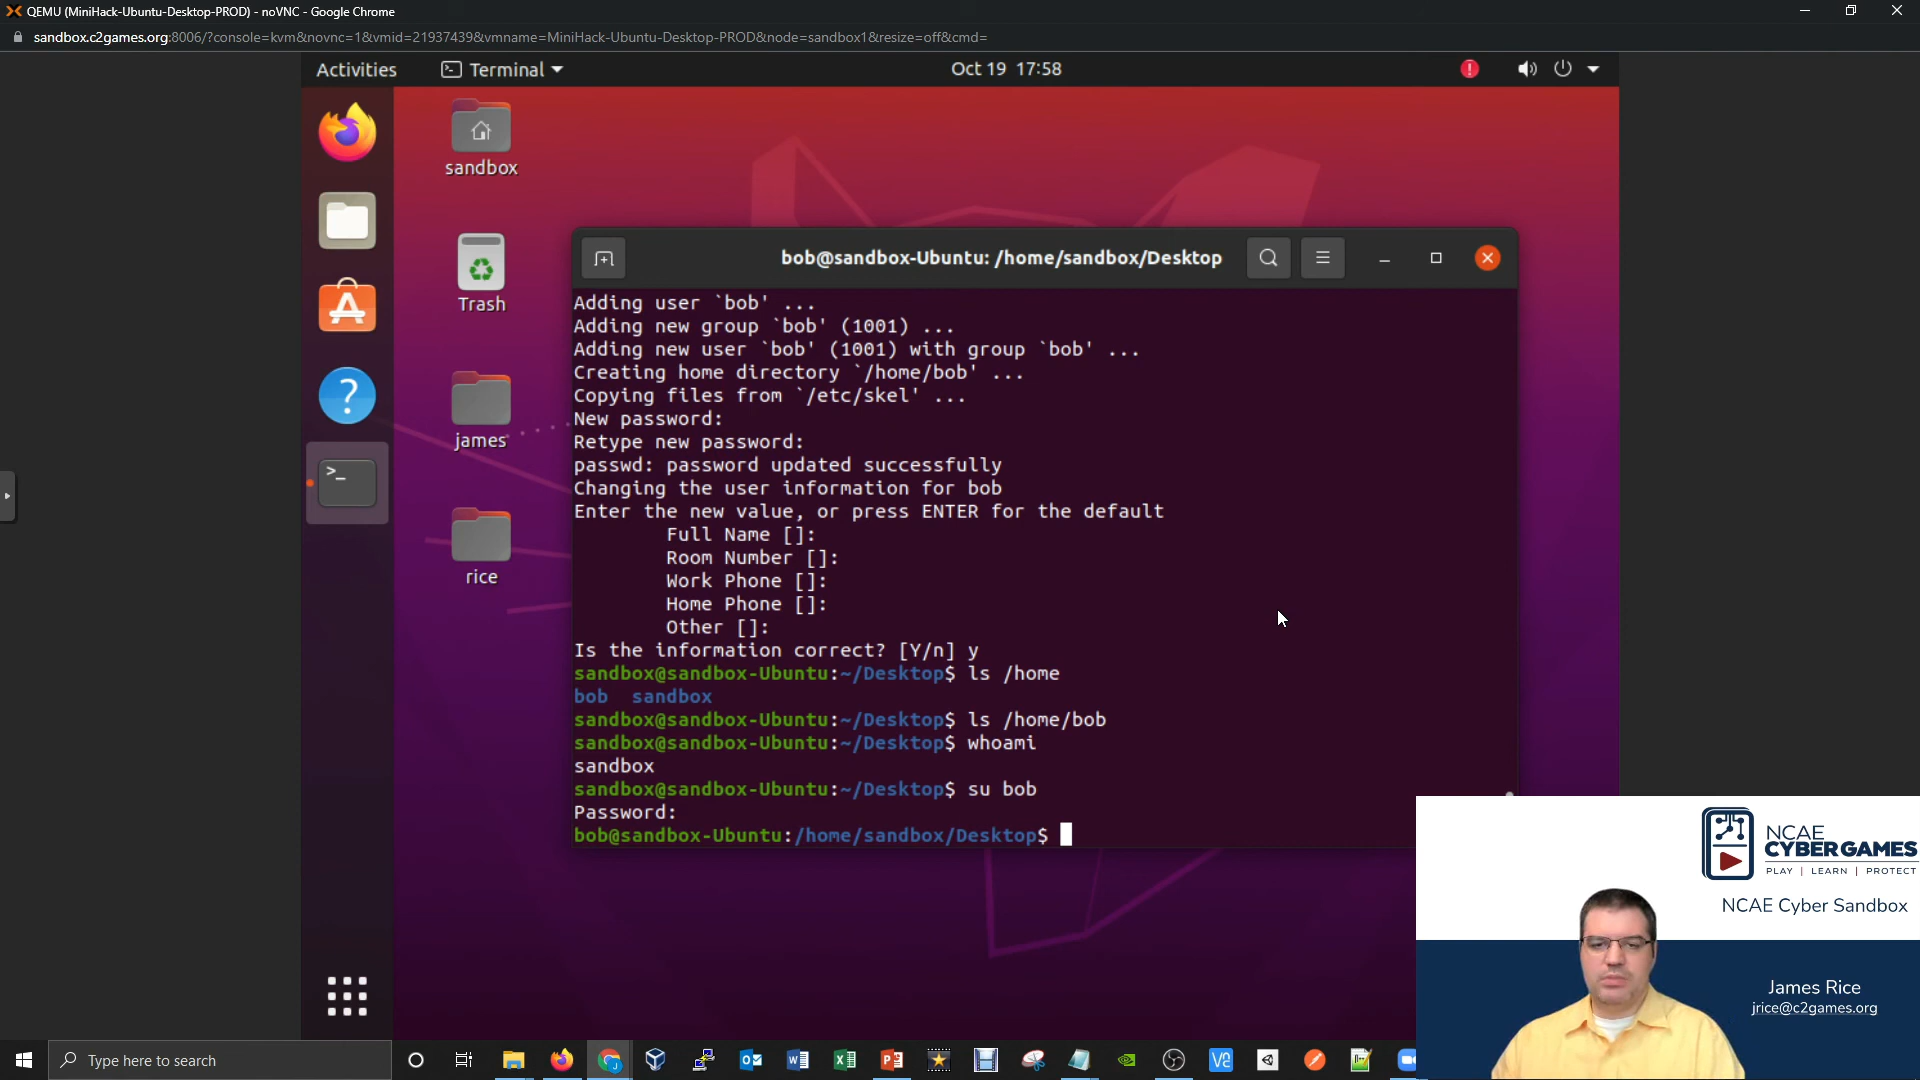 QEMU (MiniHack-Ubuntu-Desktop-PROD) - noVNC - Google Chrome
sandbox.c2games.org:8006/?console=kvm&novnc=1&vmid=21937439&vmname=MiniHack-Ubuntu-Desktop-PROD&node=sandbox1&resize=off&cmd=
Activities
Terminal
Oct 19 17:58
sandbox
Trash
james
rice
bob@sandbox-Ubuntu: /home/sandbox/Desktop
Adding user `bob' ...
Adding new group `bob' (1001) ...
Adding new user `bob' (1001) with group `bob' ...
Creating home directory `/home/bob' ...
Copying files from `/etc/skel' ...
New password:
Retype new password:
passwd: password updated successfully
Changing the user information for bob
Enter the new value, or press ENTER for the default
Full Name []:
Room Number []:
Work Phone []:
Home Phone []:
Other []:
Is the information correct? [Y/n] y
sandbox@sandbox-Ubuntu:~/Desktop$ ls /home
bob  sandbox
sandbox@sandbox-Ubuntu:~/Desktop$ ls /home/bob
sandbox@sandbox-Ubuntu:~/Desktop$ whoami
sandbox
sandbox@sandbox-Ubuntu:~/Desktop$ su bob
Password:
bob@sandbox-Ubuntu:/home/sandbox/Desktop$
NCAE
CYBERGAMES
PLAY | LEARN | PROTECT
NCAE Cyber Sandbox
James Rice
jrice@c2games.org
Type here to search